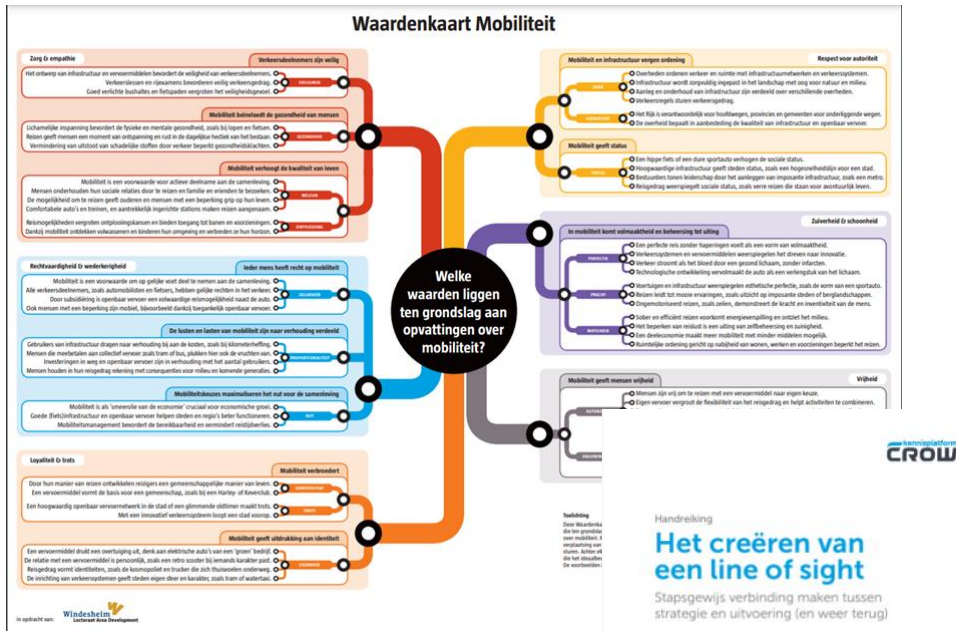 Waardenkaart Mobiliteit
Zorg & empathie
Verkeersdeelnemers zijn veilig
Het ontwerp van infrastructuur en vervoermiddelen bevordert de veiligheid van verkeersdeelnemers.
Verkeerslessen en rijexamens bevorderen veilig verkeersgedrag.
Goed verlichte bushaltes en fietspaden vergroten het veiligheidsgevoel.
VEILIGHEID
Mobiliteit beïnvloedt de gezondheid van mensen
Lichamelijke inspanning bevordert de fysieke en mentale gezondheid, zoals bij lopen en fietsen.
Reizen geeft mensen een moment van ontspanning en rust in de dagelijkse hectiek van het bestaan.
Vermindering van uitstoot van schadelijke stoffen door verkeer beperkt gezondheidsklachten.
GEZONDHEID
Mobiliteit verhoogt de kwaliteit van leven
Mobiliteit is een voorwaarde voor actieve deelname aan de samenleving.
Mensen onderhouden hun sociale relaties door te reizen en familie en vrienden te bezoeken.
De mogelijkheid om te reizen geeft ouderen en mensen met een beperking grip op hun leven.
Comfortabele auto's en treinen, en aantrekkelijk ingerichte stations maken reizen aangenaam.
WELZIJN
Reismogelijkheden vergroten ontplooiingskansen en bieden toegang tot banen en voorzieningen.
Dankzij mobiliteit ontdekken volwassenen en kinderen hun omgeving en verbreden ze hun horizon.
ONTPLOOIING
Rechtvaardigheid & wederkerigheid
Ieder mens heeft recht op mobiliteit
Mobiliteit is een voorwaarde om op gelijke voet deel te nemen aan de samenleving.
Alle verkeersdeelnemers, zoals automobilisten en fietsers, hebben gelijke rechten in het verkeer.
Door subsidiëring is openbaar vervoer een volwaardige reismogelijkheid naast de auto.
Ook mensen met een beperking zijn mobiel, bijvoorbeeld dankzij toegankelijk openbaar vervoer.
GELIJKHEID
De lusten en lasten van mobiliteit zijn naar verhouding verdeeld
Gebruikers van infrastructuur dragen naar verhouding bij aan de kosten, zoals bij kilometerheffing.
Mensen die meebetalen aan collectief vervoer zoals tram of bus, plukken hier ook de vruchten van.
Investeringen in weg en openbaar vervoer zijn in verhouding met het aantal gebruikers.
Mensen houden in hun reisgedrag rekening met consequenties voor milieu en komende generaties.
PROPORTIONALITEIT
Mobiliteitskeuzes maximaliseren het nut voor de samenleving
Mobiliteit is als 'smeerolie van de economie' cruciaal voor economische groei.
Goede (fiets)infrastructuur en openbaar vervoer helpen steden en regio's beter functioneren.
Mobiliteitsmanagement bevordert de bereikbaarheid en vermindert reistijdverlies.
NUT
Loyaliteit & trots
Mobiliteit verbroedert
Door hun manier van reizen ontwikkelen reizigers een gemeenschappelijke manier van leven.
Een vervoermiddel vormt de basis voor een gemeenschap, zoals bij een Harley- of Keverclub.
Een hoogwaardig openbaar vervoernetwerk in de stad of een glimmende oldtimer maakt trots.
Met een innovatief verkeersysteem loopt een stad voorop.
TROTS
Mobiliteit geeft uitdrukking aan identiteit
Een vervoermiddel drukt een overtuiging uit, denk aan elektrische auto's van een 'groen' bedrijf.
De relatie met een vervoermiddel is persoonlijk, zoals een retro scooter bij iemands karakter past.
Reisgedrag vormt identiteiten, zoals de kosmopoliet en trucker die zich thuisvoelen onderweg.
De inrichting van verkeersystemen geeft steden eigen sfeer en karakter, zoals tram of watertaxi.
in opdracht van:
Windesheim
Lectoraat Area Development
Welke
waarden liggen
ten grondslag aan
opvattingen over
mobiliteit?
Mobiliteit en infrastructuur vergen ordening
Respect voor autoriteit
Overheden ordenen verkeer en ruimte met infrastructuurnetwerken en verkeersystemen.
Infrastructuur wordt zorgvuldig ingepast in het landschap met oog voor natuur en milieu.
Aanleg en onderhoud van infrastructuur zijn verdeeld over verschillende overheden.
Verkeersregels sturen verkeersgedrag.
Het Rijk is verantwoordelijk voor hoofdwegen, provincies en gemeenten voor onderliggende wegen.
De overheid bepaalt in aanbesteding de kwaliteit van infrastructuur en openbaar vervoer.
Mobiliteit geeft status
Een hippe fiets of een dure sportauto verhogen de sociale status.
Hoogwaardige infrastructuur geeft steden status, zoals een hogesnelheidslijn voor een stad.
Bestuurders tonen leiderschap door het aanleggen van imposante infrastructuur, zoals een metro.
Reisgedrag weerspiegelt sociale status, zoals verre reizen die staan voor avontuurlijk leven.
STATUS
Zuiverheid & schoonheid
In mobiliteit komt volmaaktheid en beheersing tot uiting
Een perfecte reis zonder haperingen voelt als een vorm van volmaaktheid.
Verkeersystemen en vervoermiddelen weerspiegelen het streven naar innovatie.
Verkeer stroomt als het bloed door een gezond lichaam, zonder infarcten.
Technologische ontwikkeling vervolmaakt de auto als een verlengstuk van het lichaam.
PERFECTIE
Voertuigen en infrastructuur weerspiegelen esthetische perfectie, zoals de vorm van een sportauto.
Reizen leidt tot mooie ervaringen, zoals uitzicht op imposante steden of berglandschappen.
Ongemotoriseerd reizen, zoals zeilen, demonstreert de kracht en inventiviteit van de mens.
PRACHT
Sober en efficiënt reizen voorkomt energieverspilling en ontziet het milieu.
Het beperken van reislust is een uiting van zelfbeheersing en zuinigheid.
Een deeleconomie maakt meer mobiliteit met minder middelen mogelijk.
Ruimtelijke ordening gericht op nabijheid van wonen, werken en voorzieningen beperkt het reizen.
MATIGHEID
Mobiliteit geeft mensen vrijheid
Vrijheid
Mensen zijn vrij om te reizen met een vervoermiddel naar eigen keuze.
Eigen vervoer vergroot de flexibiliteit van het reisgedrag en helpt activiteiten te combineren.
Toelichting
kennisplatform
CROW
Handreiking
Het creëren van
een line of sight
Stapsgewijs verbinding maken tussen
strategie en uitvoering (en weer terug)